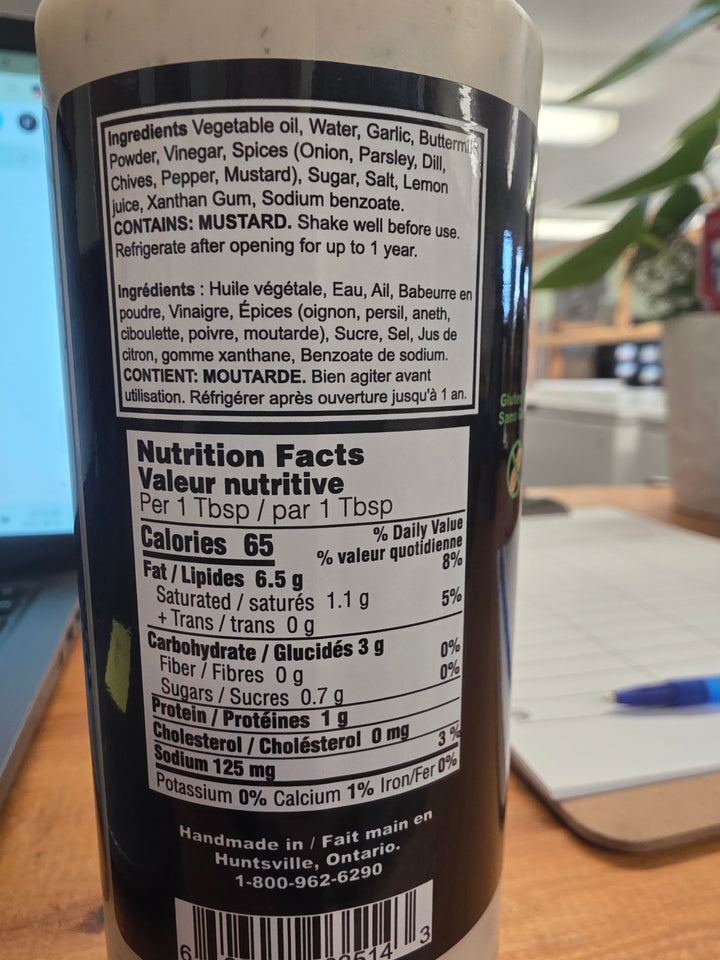 Ingredients Vegetable oil, Water, Garlic, Buttermilk
Powder, Vinegar, Spices (Onion, Parsley, Dill,
Chives, Pepper, Mustard), Sugar, Salt, Lemon
juice, Xanthan Gum, Sodium benzoate.
CONTAINS: MUSTARD. Shake well before use.
Refrigerate after opening for up to 1 year.
Ingrédients : Huile végétale, Eau, Ail, Babeurre en
poudre, Vinaigre, Épices (oignon, persil, aneth,
ciboulette, poivre, moutarde), Sucre, Sel, Jus de
citron, gomme xanthane, Benzoate de sodium.
CONTIENT: MOUTARDE. Bien agiter avant
utilisation. Réfrigérer après ouverture jusqu'à 1 an.
Nutrition Facts
Valeur nutritive
Per 1 Tbsp / par 1 Tbsp
Calories 65 % Daily Value
% valeur quotidienne
Fat / Lipides 6.5 g 8%
Saturated / saturés 1.1 g 5%
+ Trans / trans 0 g
Carbohydrate / Glucidés 3 g 0%
Fiber / Fibres 0 g 0%
Sugars / Sucres 0.7 g
Protein / Protéines 1 g
Cholesterol / Choléstérol 0 mg
Sodium 125 mg 3%
Potassium 0% Calcium 1% Iron/Fer 0%
Handmade in / Fait main en
Huntsville, Ontario.
1-800-962-6290
Sans